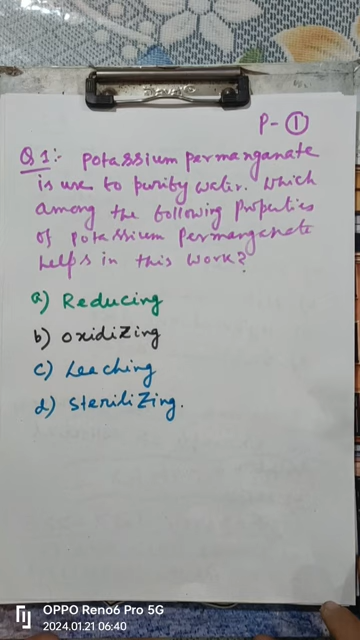 P-①
Q1:- Potassium permanganate
is use to purify water. Which
among the following Properties
of Potassium Permanganate
helps in this work?
a) Reducing
b) oxidizing
c) Leaching
d) Sterilizing.
OPPO Reno6 Pro 5G
2024.01.21 06:40